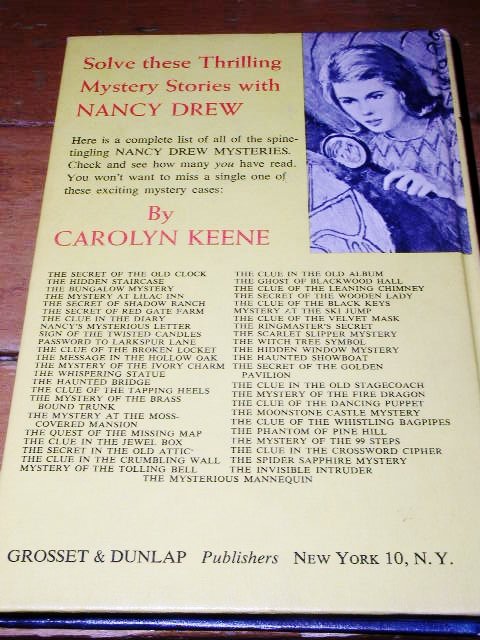 Solve these Thrilling
Mystery Stories with
NANCY DREW
Here is a complete list of all of the spine-
tingling NANCY DREW MYSTERIES.
Check and see how many you have read.
You won't want to miss a single one of
these exciting mystery cases:
By
CAROLYN KEENE
THE SECRET OF THE OLD CLOCK
THE HIDDEN STAIRCASE
THE BUNGALOW MYSTERY
THE MYSTERY AT LILAC INN
THE SECRET OF SHADOW RANCH
THE SECRET OF RED GATE FARM
THE CLUE IN THE DIARY
NANCY'S MYSTERIOUS LETTER
SIGN OF THE TWISTED CANDLES
PASSWORD TO LARKSPUR LANE
THE CLUE OF THE BROKEN LOCKET
THE MESSAGE IN THE HOLLOW OAK
THE MYSTERY OF THE IVORY CHARM
THE WHISPERING STATUE
THE HAUNTED BRIDGE
THE CLUE OF THE TAPPING HEELS
THE MYSTERY OF THE BRASS
BOUND TRUNK
THE MYSTERY AT THE MOSS-
COVERED MANSION
THE QUEST OF THE MISSING MAP
THE CLUE IN THE JEWEL BOX
THE SECRET IN THE OLD ATTIC
THE CLUE IN THE CRUMBLING WALL
MYSTERY OF THE TOLLING BELL
THE CLUE IN THE OLD ALBUM
THE GHOST OF BLACKWOOD HALL
THE CLUE OF THE LEANING CHIMNEY
THE SECRET OF THE WOODEN LADY
THE CLUE OF THE BLACK KEYS
MYSTERY AT THE SKI JUMP
THE CLUE OF THE VELVET MASK
THE RINGMASTER'S SECRET
THE SCARLET SLIPPER MYSTERY
THE WITCH TREE SYMBOL
THE HIDDEN WINDOW MYSTERY
THE HAUNTED SHOWBOAT
THE SECRET OF THE GOLDEN
PAVILION
THE CLUE IN THE OLD STAGECOACH
THE MYSTERY OF THE FIRE DRAGON
THE CLUE OF THE DANCING PUPPET
THE MOONSTONE CASTLE MYSTERY
THE CLUE OF THE WHISTLING BAGPIPES
THE PHANTOM OF PINE HILL
THE MYSTERY OF THE 99 STEPS
THE CLUE IN THE CROSSWORD CIPHER
THE SPIDER SAPPHIRE MYSTERY
THE INVISIBLE INTRUDER
THE MYSTERIOUS MANNEQUIN
GROSSET & DUNLAP Publishers NEW YORK 10, N.Y.